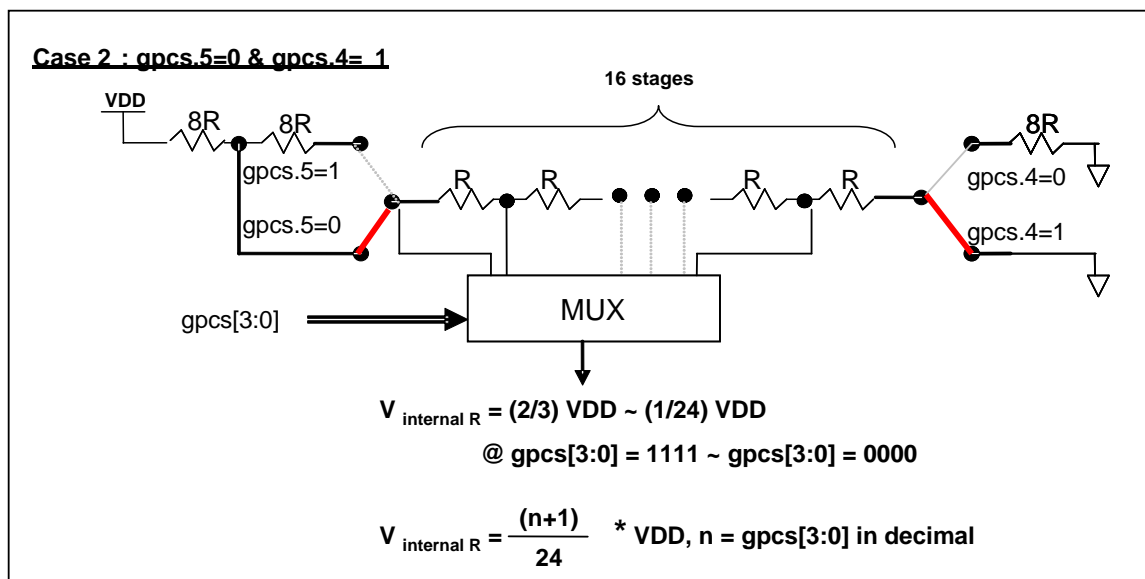 Case 2 : gpcs.5=0 & gpcs.4= 1
16 stages
VDD
8R 8R 8R
gpcs.5=1
R R R R
gpcs.4=0
gpcs.5=0
gpcs.4=1
gpcs[3:0]
MUX
V internal R = (2/3) VDD ~ (1/24) VDD
@ gpcs[3:0] = 1111 ~ gpcs[3:0] = 0000
V internal R = (n+1) / 24 * VDD, n = gpcs[3:0] in decimal